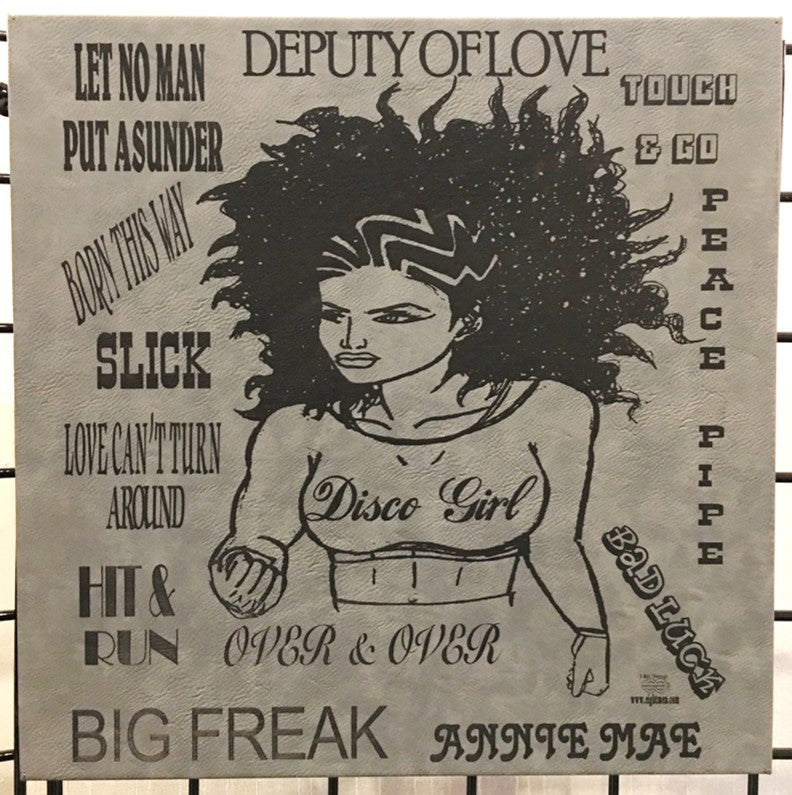 DEPUTY OF LOVE
LET NO MAN
PUT ASUNDER
TOUCH
& GO
BORN THIS WAY
PEACE PIPE
SLICK
LOVE CAN'T TURN
AROUND
Disco Girl
HIT &
RUN
OVER & OVER
BAD LUCK
BIG FREAK
ANNIE MAE